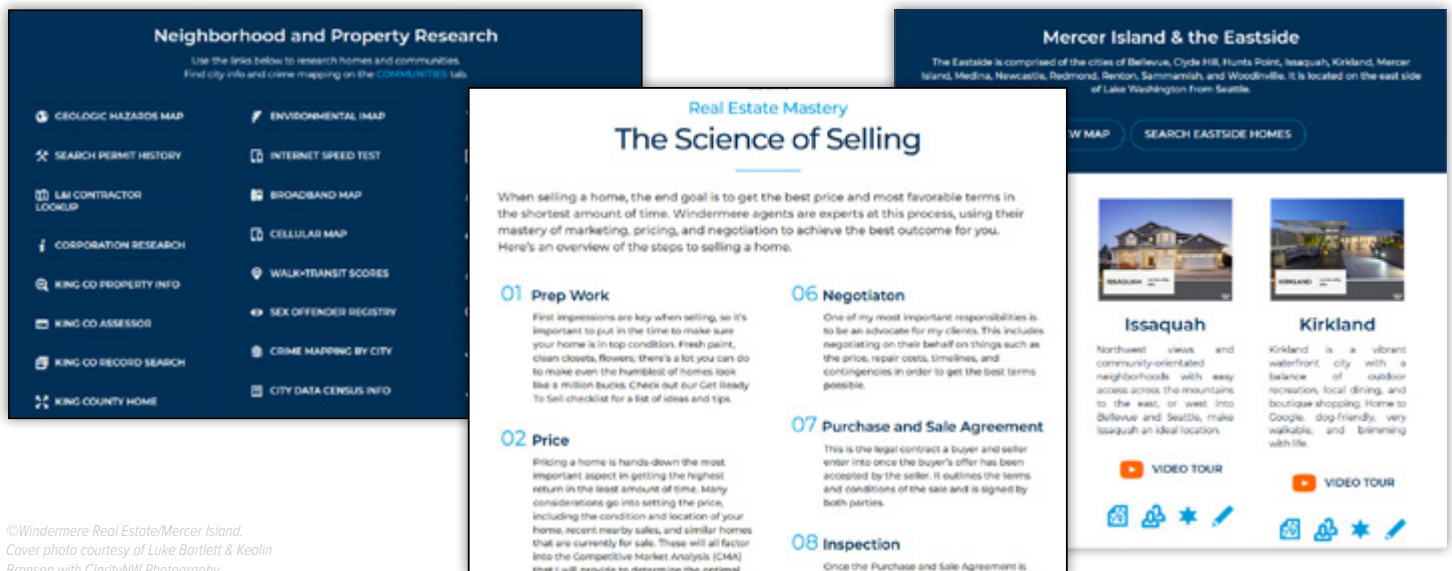 Neighborhood and Property Research
Use the links below to research homes and communities.
Find city info and crime mapping on the COMMUNITIES tab.
GEOLOGIC HAZARDS MAP
SEARCH PERMIT HISTORY
L&I CONTRACTOR
LOOKUP
CORPORATION RESEARCH
KING CO PROPERTY INFO
KING CO ASSESSOR
KING CO RECORD SEARCH
KING COUNTY HOME
ENVIRONMENTAL IMAP
INTERNET SPEED TEST
BROADBAND MAP
CELLULAR MAP
WALK+TRANSIT SCORES
SEX OFFENDER REGISTRY
CRIME MAPPING BY CITY
CITY DATA CENSUS INFO
Real Estate Mastery
The Science of Selling
When selling a home, the end goal is to get the best price and most favorable terms in
the shortest amount of time. Windermere agents are experts at this process, using their
mastery of marketing, pricing, and negotiation to achieve the best outcome for you.
Here's an overview of the steps to selling a home.
01 Prep Work
First impressions are key when selling, so it's
important to put in the time to make sure
your home is in top condition. Fresh paint,
clean closets, flowers; there's a lot you can do
to make even the humblest of homes look
like a million bucks. Check out our Get Ready
To Sell checklist for a list of ideas and tips.
02 Price
Pricing a home is hands-down the most
important aspect in getting the highest
return in the least amount of time. Many
considerations go into setting the price,
including the condition and location of your
home, recent nearby sales, and similar homes
that are currently for sale. These will all factor
into the Competitive Market Analysis (CMA)
that I will provide to determine the optimal
06 Negotiaton
One of my most important responsibilities is
to be an advocate for my clients. This includes
negotiating on their behalf on things such as
the price, repair costs, timelines, and
contingencies in order to get the best terms
possible.
07 Purchase and Sale Agreement
This is the legal contract a buyer and seller
enter into once the buyer's offer has been
accepted by the seller. It outlines the terms
and conditions of the sale and is signed by
both parties.
08 Inspection
Once the Purchase and Sale Agreement is
Mercer Island & the Eastside
The Eastside is comprised of the cities of Bellevue, Clyde Hill, Hunts Point, Issaquah, Kirkland, Mercer
Island, Medina, Newcastle, Redmond, Renton, Sammamish, and Woodinville. It is located on the east side
of Lake Washington from Seattle.
W MAP
SEARCH EASTSIDE HOMES
ISSAQUAH
KIRKLAND
Issaquah
Northwest views and
community-orientated
neighborhoods with easy
access across the mountains
to the east, or west into
Bellevue and Seattle, make
Issaquah an ideal location.
VIDEO TOUR
Kirkland
Kirkland is a vibrant
waterfront city with a
balance of outdoor
recreation, local dining, and
boutique shopping. Home to
Google, dog-friendly, very
walkable, and brimming
with life.
VIDEO TOUR
©Windermere Real Estate/Mercer Island.
Cover photo courtesy of Luke Bartlett & Kealin
Branson with ClarityNW Photography